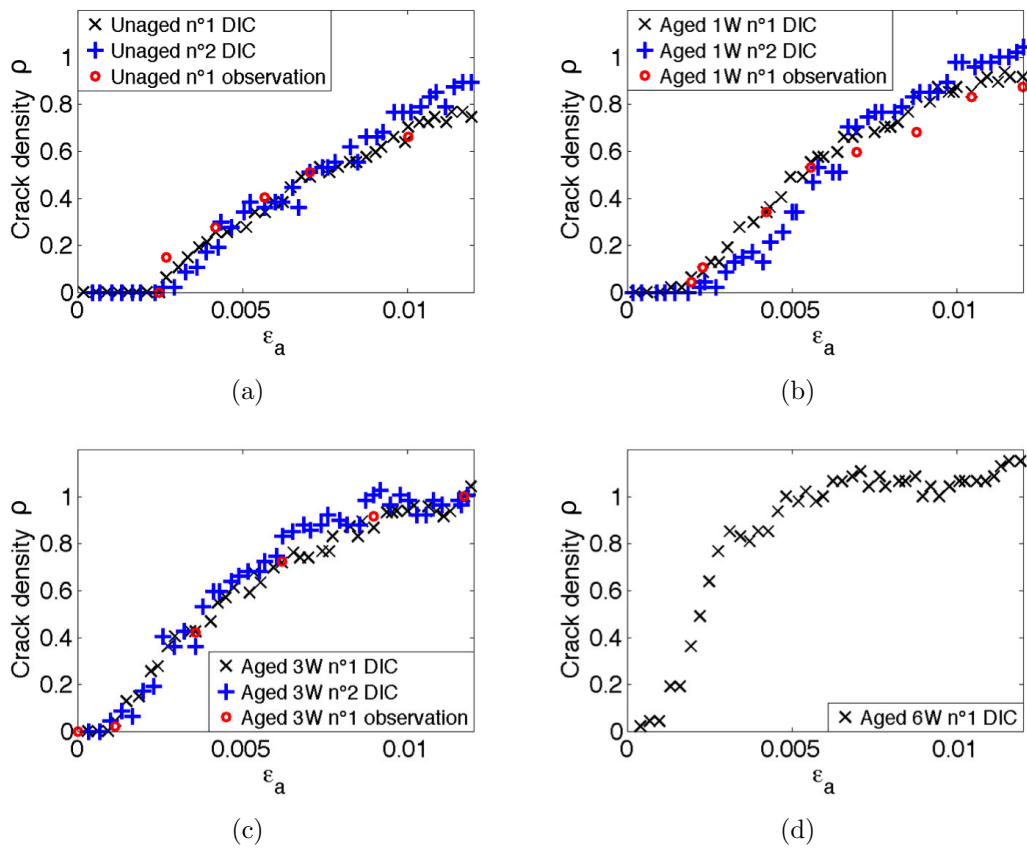 Unaged n°1 DIC
Unaged n°2 DIC
Unaged n°1 observation
Crack density ρ
1
0.8
0.6
0.4
0.2
0
0 0.005 0.01
ε_a
(a)
Aged 1W n°1 DIC
Aged 1W n°2 DIC
Aged 1W n°1 observation
Crack density ρ
1
0.8
0.6
0.4
0.2
0
0 0.005 0.01
ε_a
(b)
Crack density ρ
1
0.8
0.6
0.4
0.2
0
Aged 3W n°1 DIC
Aged 3W n°2 DIC
Aged 3W n°1 observation
0 0.005 0.01
ε_a
(c)
Crack density ρ
1
0.8
0.6
0.4
0.2
0
Aged 6W n°1 DIC
0 0.005 0.01
ε_a
(d)